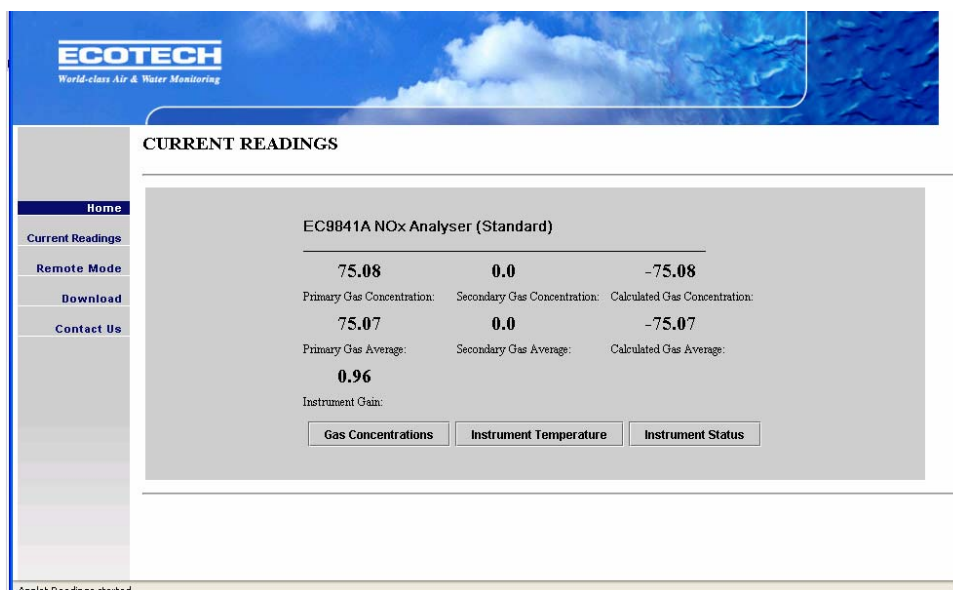 ECOTECH
World-class Air & Water Monitoring
CURRENT READINGS
Home
Current Readings
Remote Mode
Download
Contact Us
EC9841A NOx Analyser (Standard)
75.08 0.0 -75.08
Primary Gas Concentration: Secondary Gas Concentration: Calculated Gas Concentration:
75.07 0.0 -75.07
Primary Gas Average: Secondary Gas Average: Calculated Gas Average:
0.96
Instrument Gain:
Gas Concentrations Instrument Temperature Instrument Status
Applet Readings started